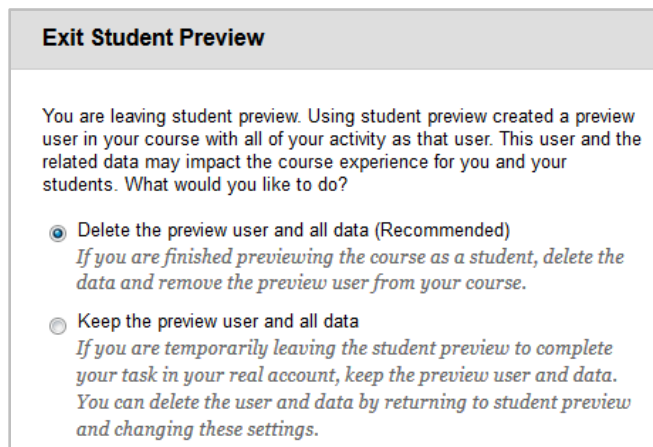 Exit Student Preview
You are leaving student preview. Using student preview created a preview
user in your course with all of your activity as that user. This user and the
related data may impact the course experience for you and your
students. What would you like to do?
Delete the preview user and all data (Recommended)
If you are finished previewing the course as a student, delete the
data and remove the preview user from your course.
Keep the preview user and all data
If you are temporarily leaving the student preview to complete
your task in your real account, keep the preview user and data.
You can delete the user and data by returning to student preview
and changing these settings.